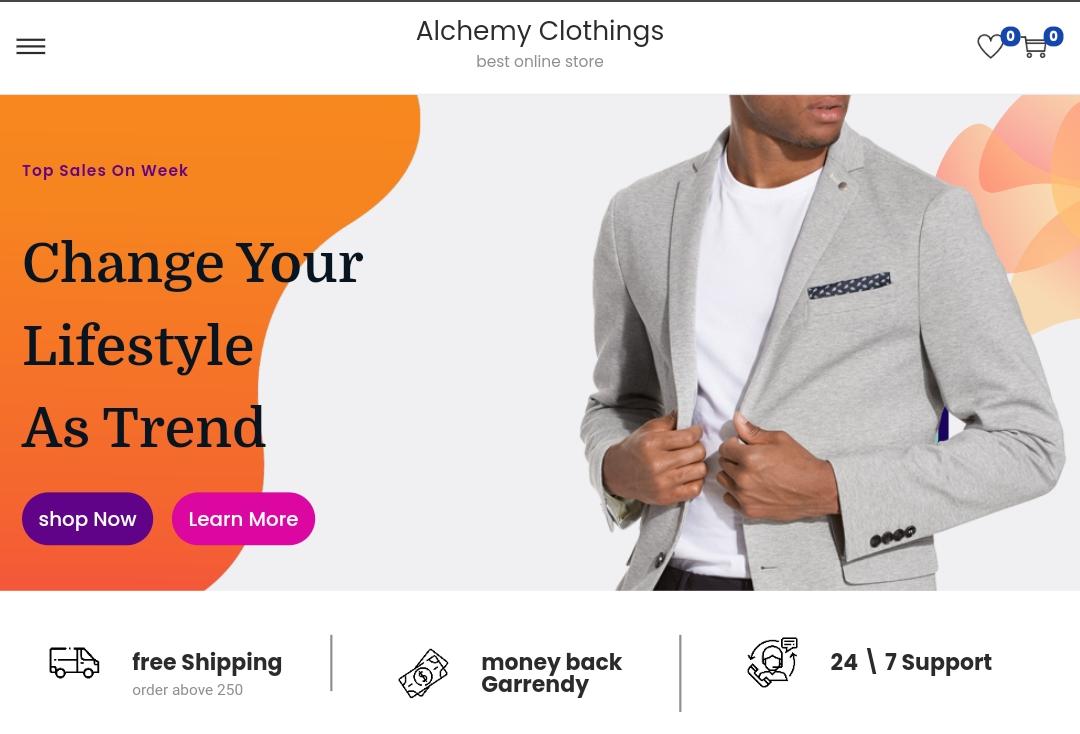 Alchemy Clothings
best online store
0
0
Top Sales On Week
Change Your
Lifestyle
As Trend
shop Now
Learn More
free Shipping
order above 250
money back
Garrendy
24 \ 7 Support